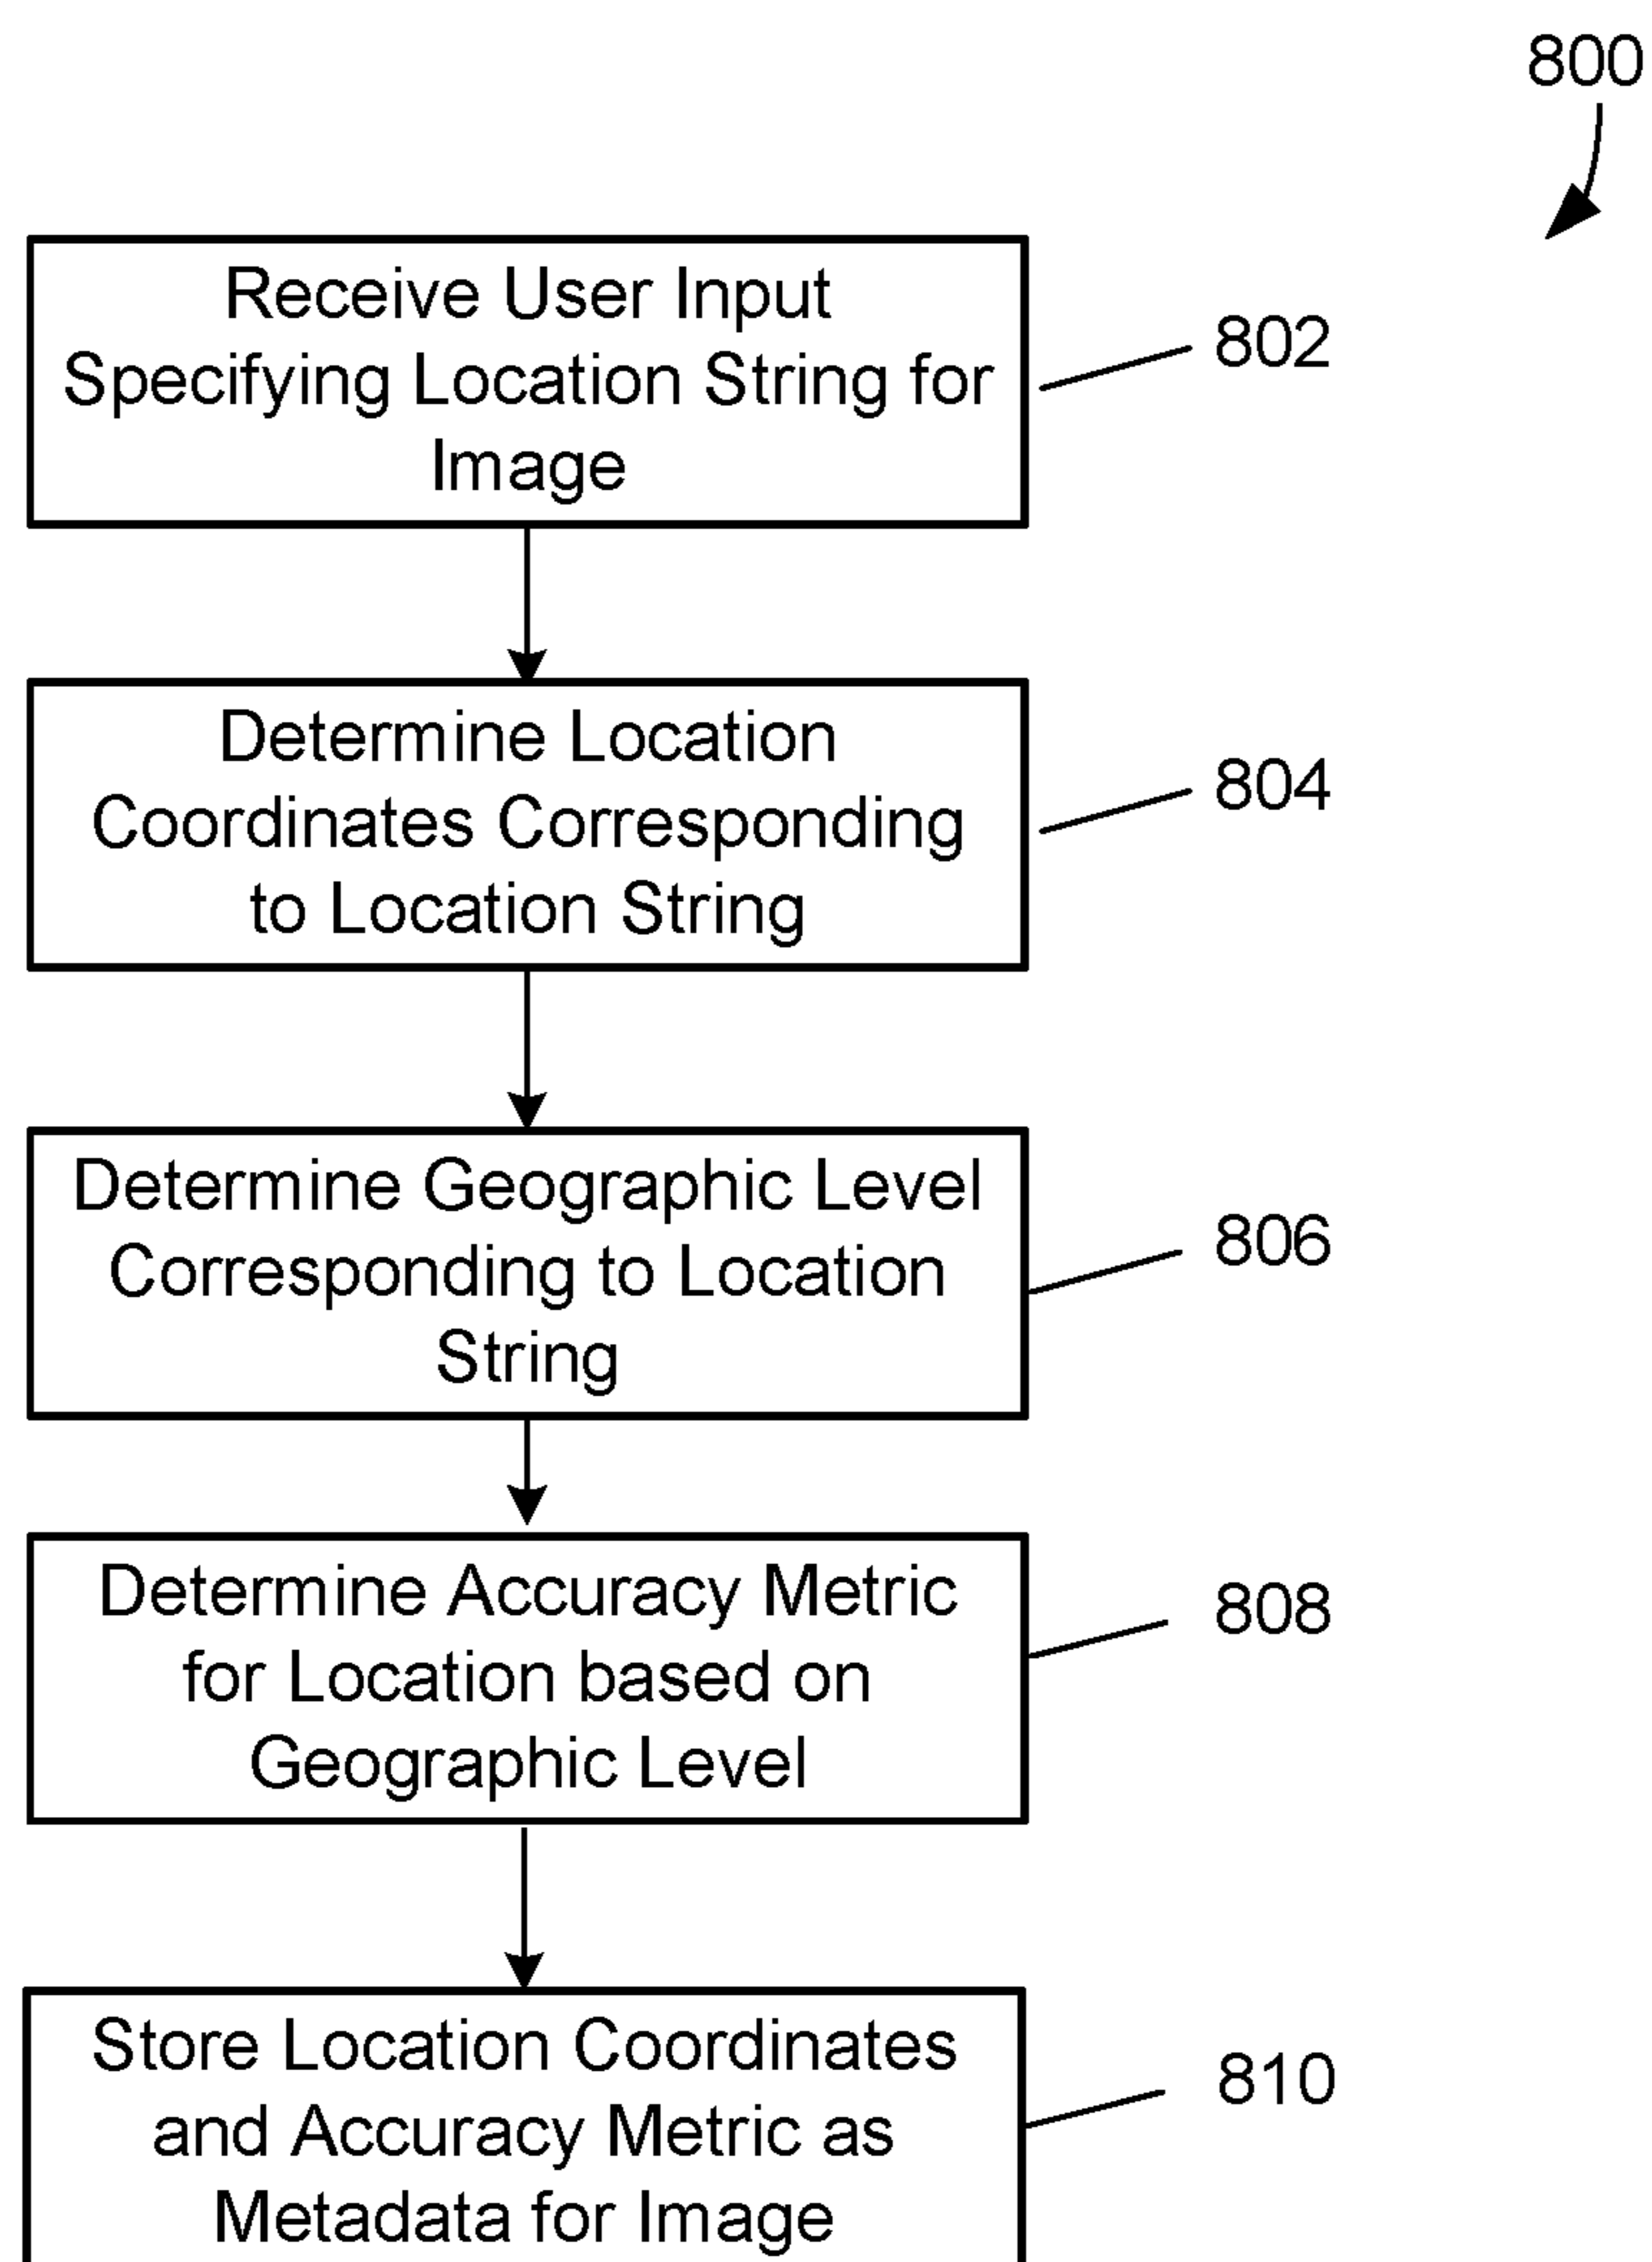 800
Receive User Input
Specifying Location String for
Image
802
Determine Location
Coordinates Corresponding
to Location String
804
Determine Geographic Level
Corresponding to Location
String
806
Determine Accuracy Metric
for Location based on
Geographic Level
808
Store Location Coordinates
and Accuracy Metric as
Metadata for Image
810